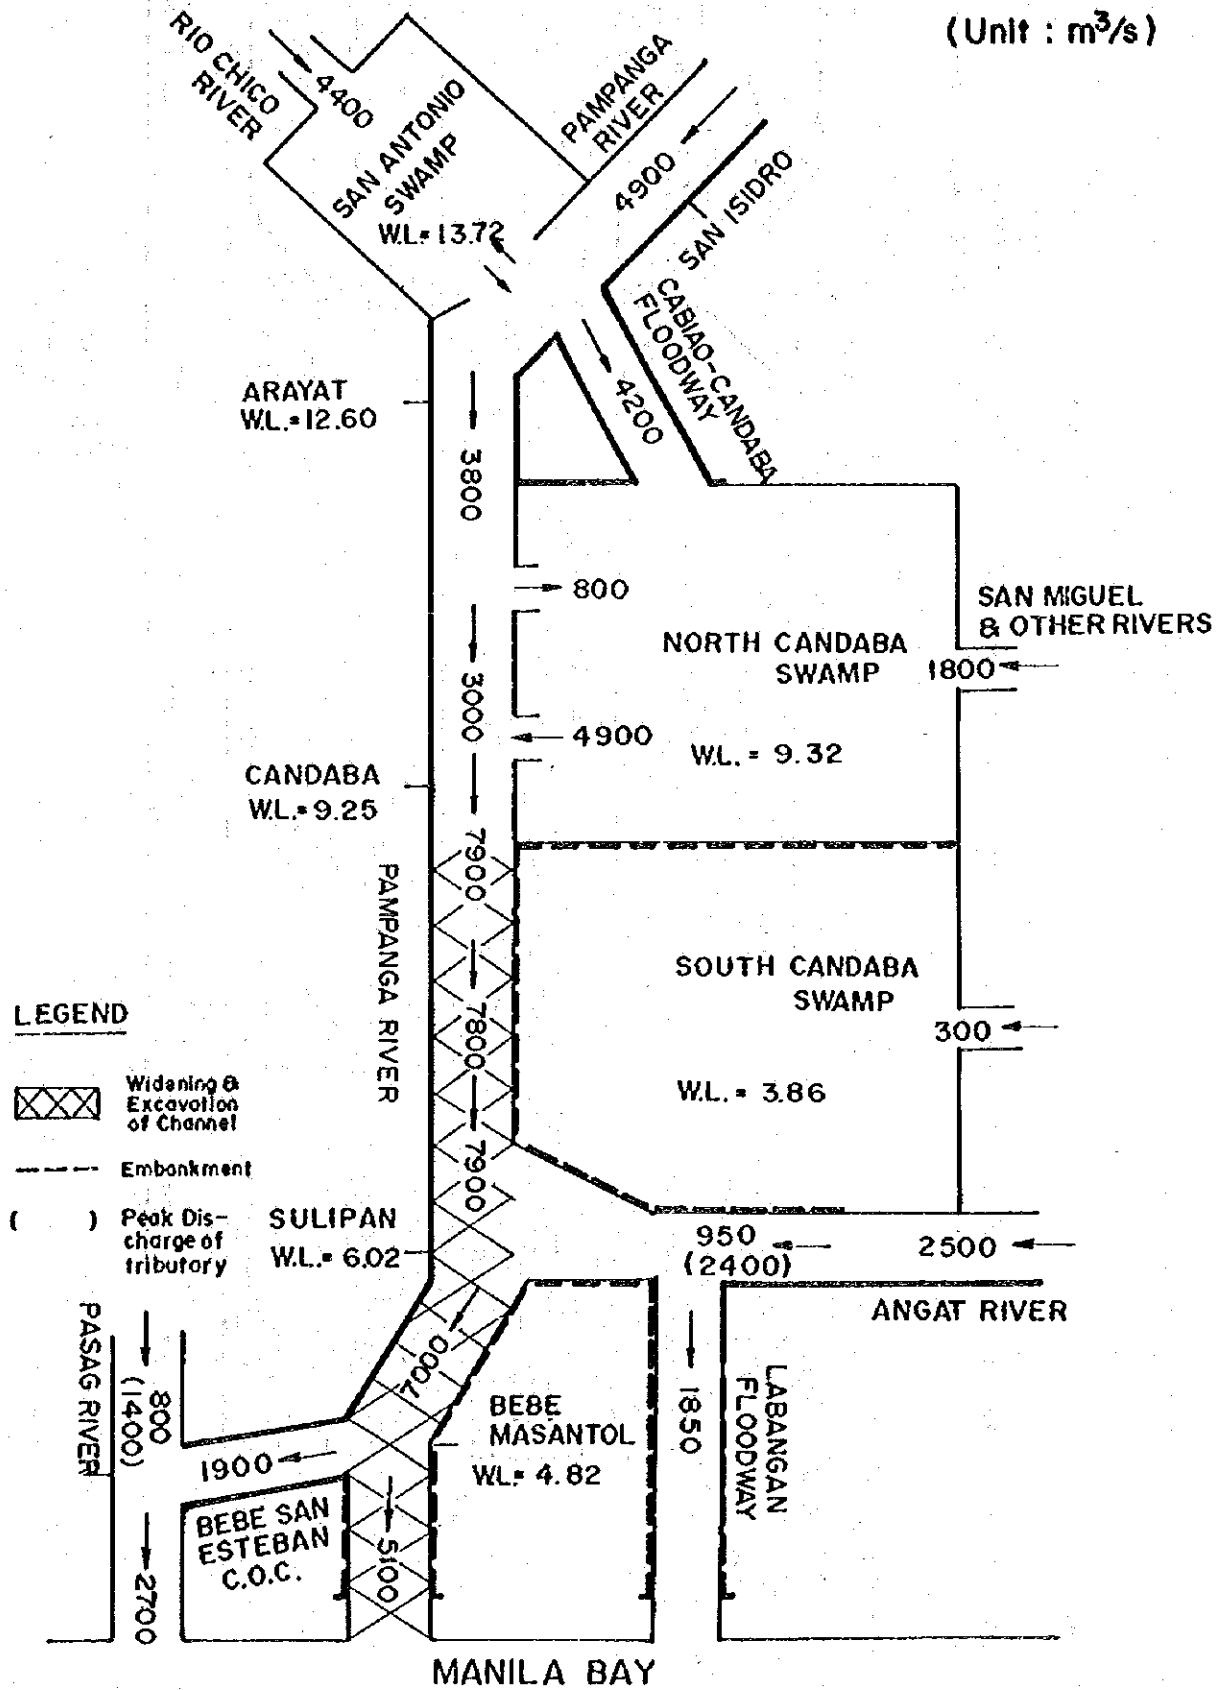 (Unit : m³/s)
RIO CHICO
RIVER
4400
SAN ANTONIO
SWAMP
W.L.= 13.72
PAMPANGA
RIVER
4900
SAN ISIDRO
CABIAO-CANDABA
FLOODWAY
4200
ARAYAT
W.L.=12.60
3800
800
SAN MIGUEL
& OTHER RIVERS
NORTH CANDABA
SWAMP
1800
3000
4900
W.L. = 9.32
CANDABA
W.L.=9.25
7900
PAMPANGA RIVER
SOUTH CANDABA
SWAMP
300
7800
W.L. = 3.86
LEGEND
Widening &
Excavation
of Channel
Embankment
( ) Peak Dis-
charge of
tributary
7900
SULIPAN
W.L.= 6.02
950
(2400)
2500
ANGAT RIVER
PASAG RIVER
800
(1400)
7000
1850
LABANGAN
FLOODWAY
BEBE
MASANTOL
WL= 4.82
1900
BEBE SAN
ESTEBAN
C.O.C.
5100
2700
MANILA BAY